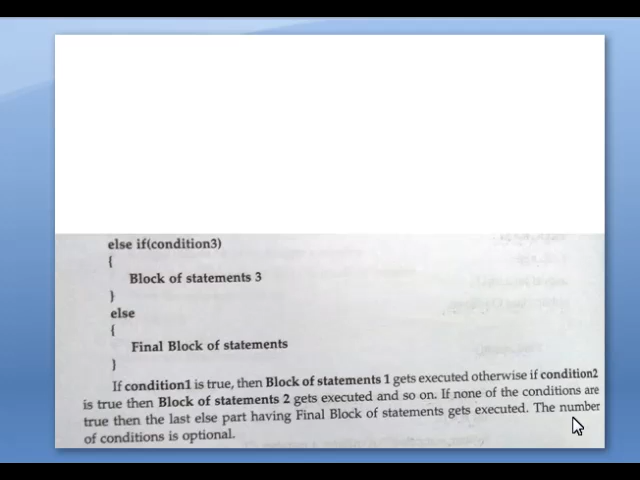 else if(condition3)
{
Block of statements 3
}
else
{
Final Block of statements
}
If condition1 is true, then Block of statements 1 gets executed otherwise if condition2
is true then Block of statements 2 gets executed and so on. If none of the conditions are
true then the last else part having Final Block of statements gets executed. The number
of conditions is optional.